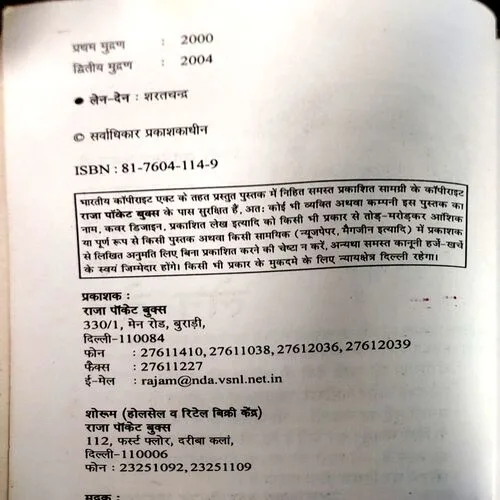 प्रथम मुद्रण : 2000
द्वितीय मुद्रण : 2004
● लेन-देन : शरतचन्द्र
© सर्वाधिकार प्रकाशकाधीन
ISBN : 81-7604-114-9
भारतीय कॉपीराइट एक्ट के तहत प्रस्तुत पुस्तक में निहित समस्त प्रकाशित सामग्री के कॉपीराइट
राजा पॉकेट बुक्स के पास सुरक्षित हैं, अतः कोई भी व्यक्ति अथवा कम्पनी इस पुस्तक का
नाम, कवर डिजाइन, प्रकाशित लेख इत्यादि को किसी भी प्रकार से तोड़-मरोड़कर आंशिक
या पूर्ण रूप से किसी पुस्तक अथवा किसी सामयिक (न्यूजपेपर, मैगजीन इत्यादि) में प्रकाशक
से लिखित अनुमति लिए बिना प्रकाशित करने की चेष्टा न करें, अन्यथा समस्त कानूनी हर्जे-खर्चे
के स्वयं जिम्मेदार होंगे। किसी भी प्रकार के मुकदमे के लिए न्यायक्षेत्र दिल्ली रहेगा।
प्रकाशक :
राजा पॉकेट बुक्स
330/1, मेन रोड, बुराड़ी,
दिल्ली-110084
फोन : 27611410, 27611038, 27612036, 27612039
फैक्स : 27611227
ई-मेल : rajam@nda.vsnl.net.in
शोरूम (होलसेल व रिटेल बिक्री केंद्र)
राजा पॉकेट बुक्स
112, फर्स्ट फ्लोर, दरीबा कलां,
दिल्ली-110006
फोन : 23251092, 23251109
मुद्रक :